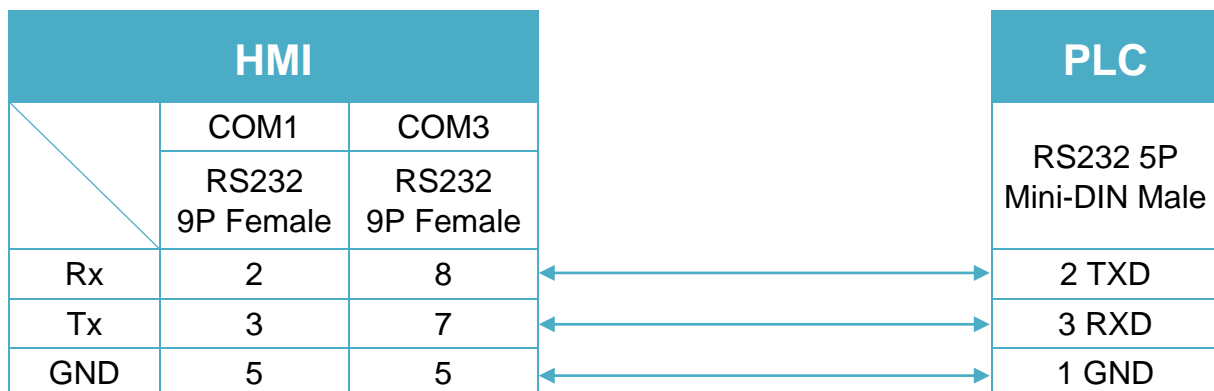 HMI
PLC
COM1 COM3
RS232 5P
Mini-DIN Male
RS232 RS232
9P Female 9P Female
Rx 2 8 2 TXD
Tx 3 7 3 RXD
GND 5 5 1 GND